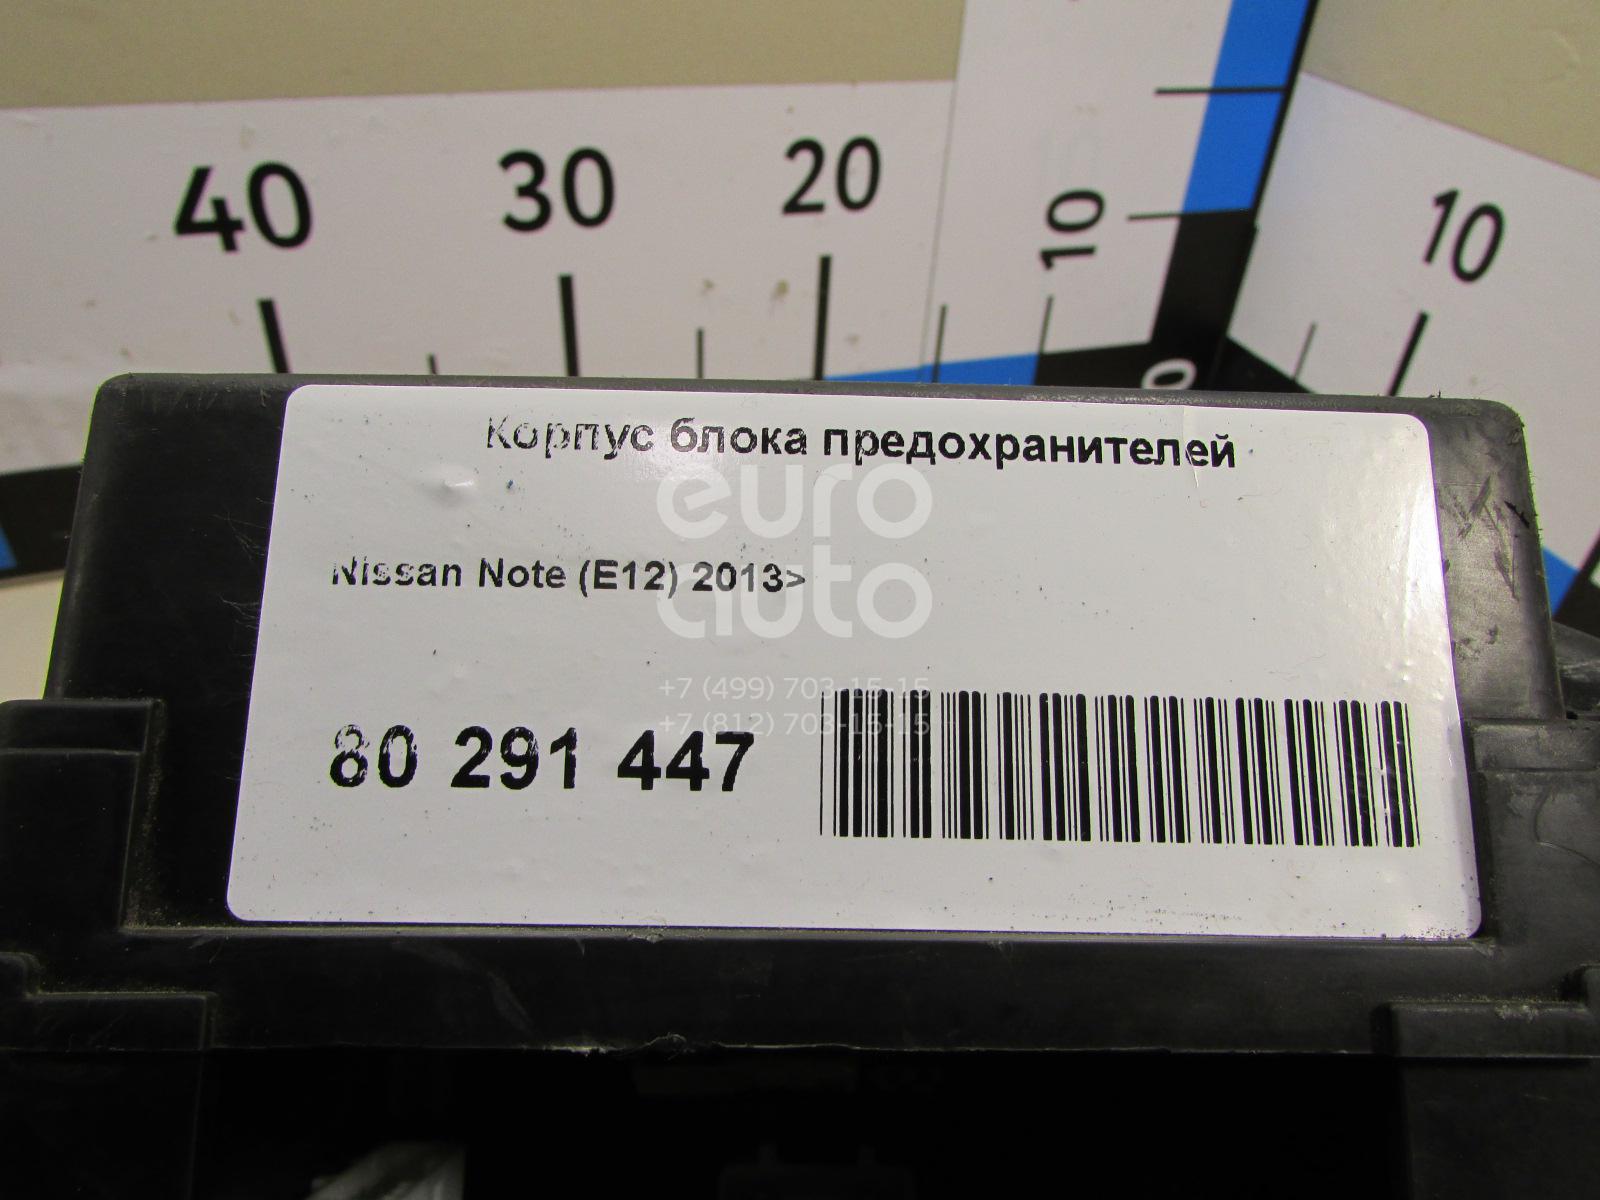 40 30 20 10 10
0
Корпус блока предохранителей
euro
auto
Nissan Note (E12) 2013>
+7 (499) 703-15-15
+7 (812) 703-15-15
80 291 447